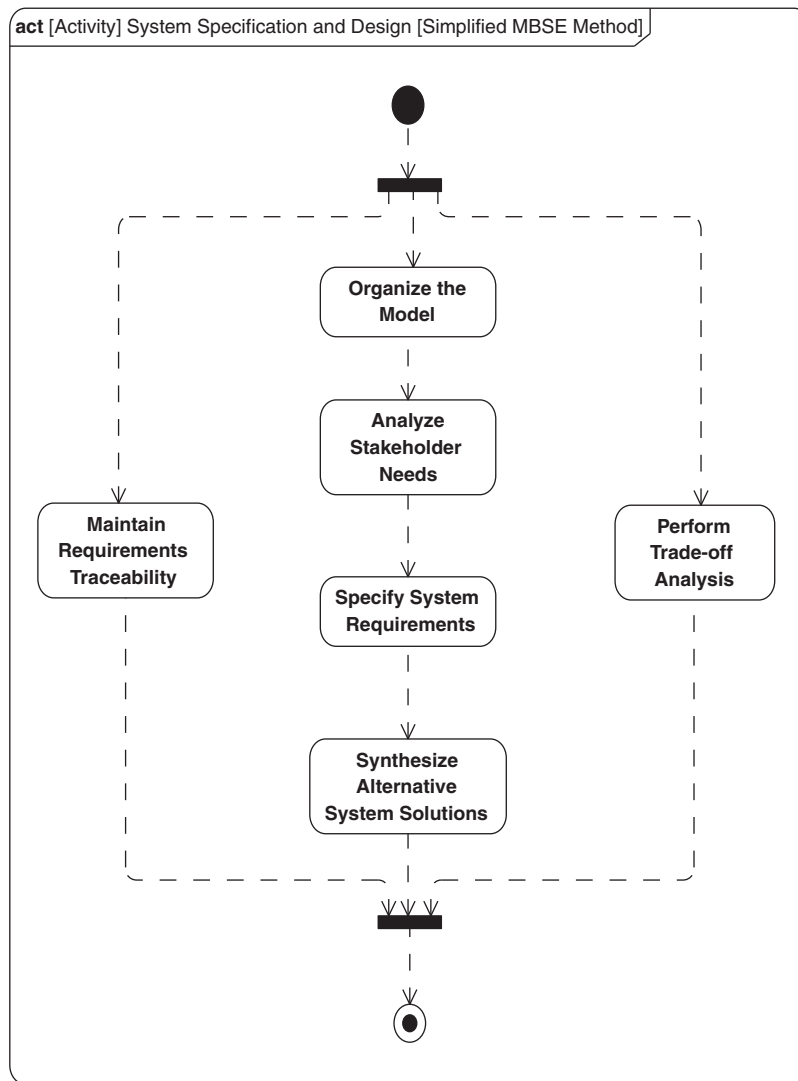 act [Activity] System Specification and Design [Simplified MBSE Method]
Organize the
Model
Analyze
Stakeholder
Needs
Maintain
Requirements
Traceability
Perform
Trade-off
Analysis
Specify System
Requirements
Synthesize
Alternative
System Solutions